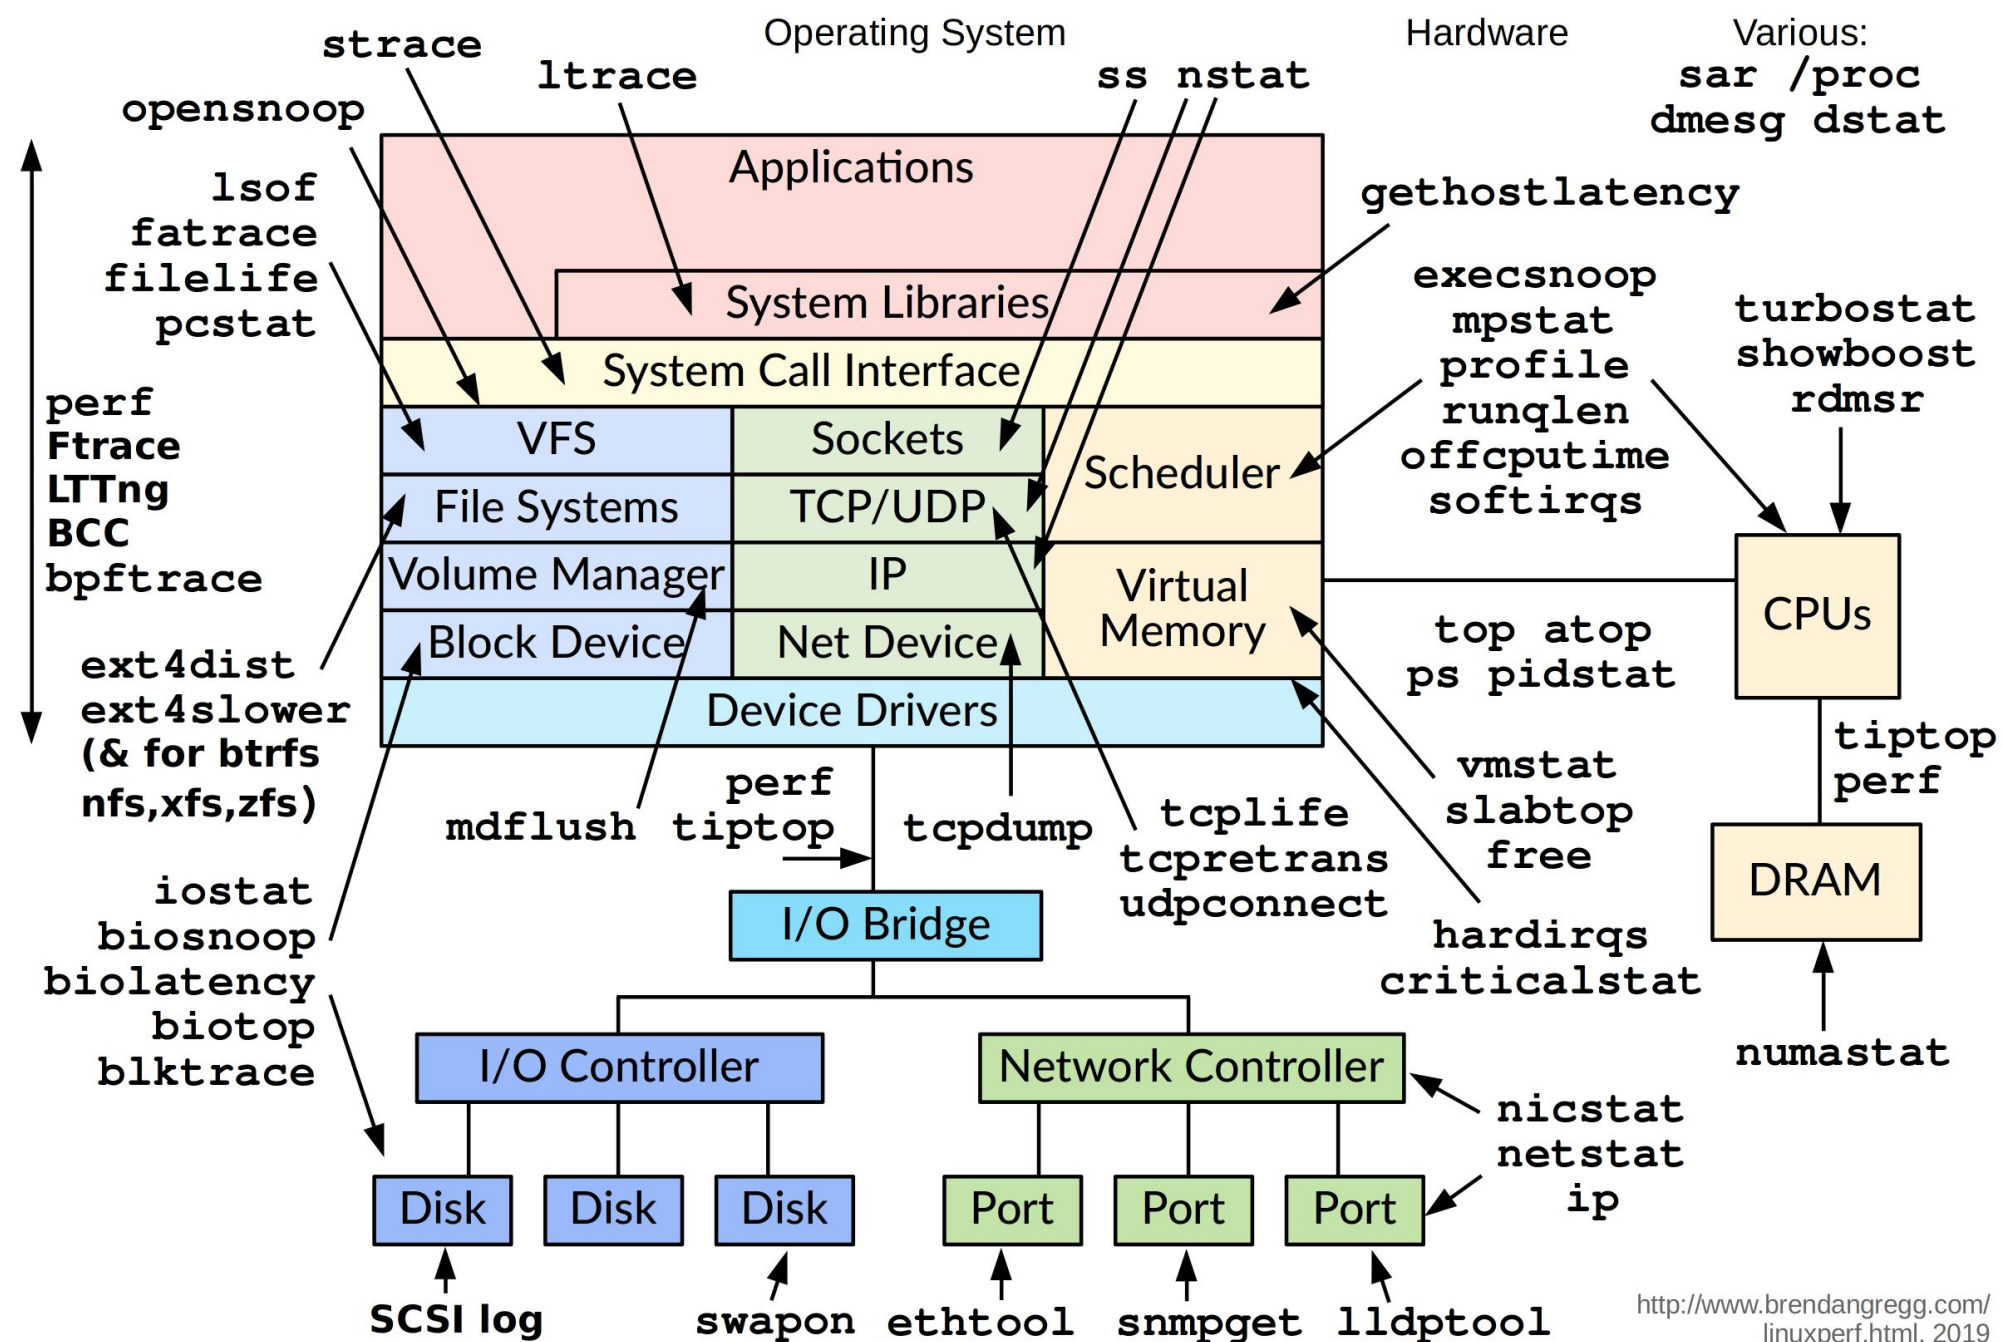 Operating System
Hardware
Various:
sar /proc
dmesg dstat
strace
ltrace
ss nstat
opensnoop
lsof
fatrace
filelife
pcstat
gethostlatency
execsnoop
mpstat
profile
runqlen
offcputime
softirqs
turbostat
showboost
rdmsr
perf
Ftrace
LTTng
BCC
bpftrace
Applications
System Libraries
System Call Interface
VFS
Sockets
Scheduler
File Systems
TCP/UDP
Volume Manager
IP
Virtual
Memory
Block Device
Net Device
Device Drivers
CPUs
top atop
ps pidstat
ext4dist
ext4slower
(& for btrfs
nfs,xfs,zfs)
tiptop
perf
vmstat
slabtop
free
DRAM
mdflush
perf
tiptop
tcpdump
tcplife
tcpretrans
udpconnect
iostat
biosnoop
biolatency
biotop
blktrace
I/O Bridge
hardirqs
criticalstat
numastat
I/O Controller
Network Controller
nicstat
netstat
ip
Disk
Disk
Disk
Port
Port
Port
SCSI log
swapon
ethtool
snmpget
lldptool
http://www.brendangregg.com/
linuxperf.html, 2019